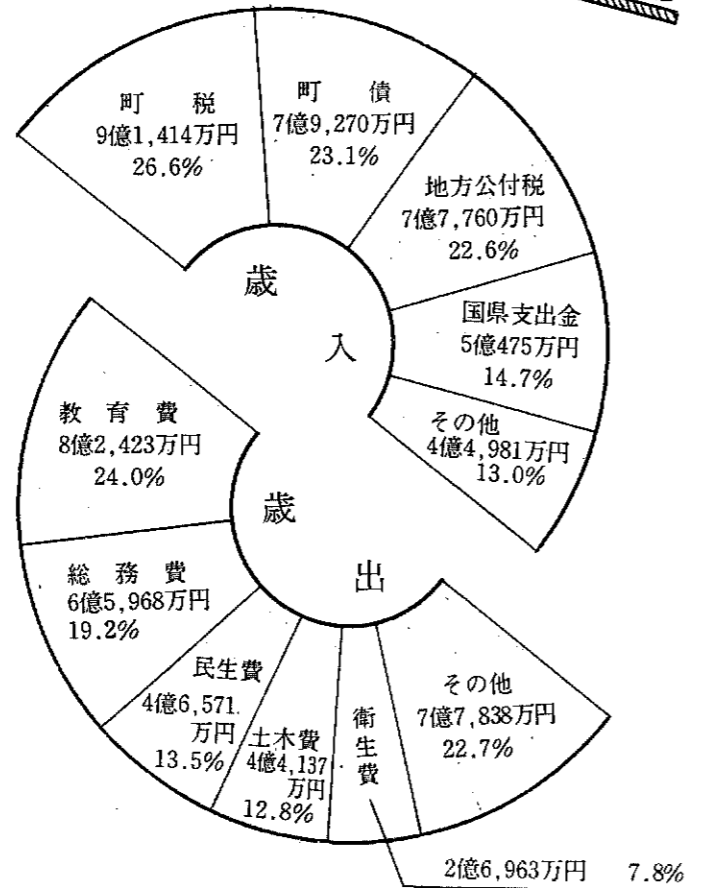 町 税
9億1,414万円
26.6%
町 債
7億9,270万円
23.1%
地方公付税
7億7,760万円
22.6%
国県支出金
5億475万円
14.7%
その他
4億4,981万円
13.0%
歳
入
教 育 費
8億2,423万円
24.0%
総 務 費
6億5,968万円
19.2%
民生費
4億6,571
万円
13.5%
土木費
4億4,137
万円
12.8%
衛
生
費
2億6,963万円 7.8%
その他
7億7,838万円
22.7%
歳
出